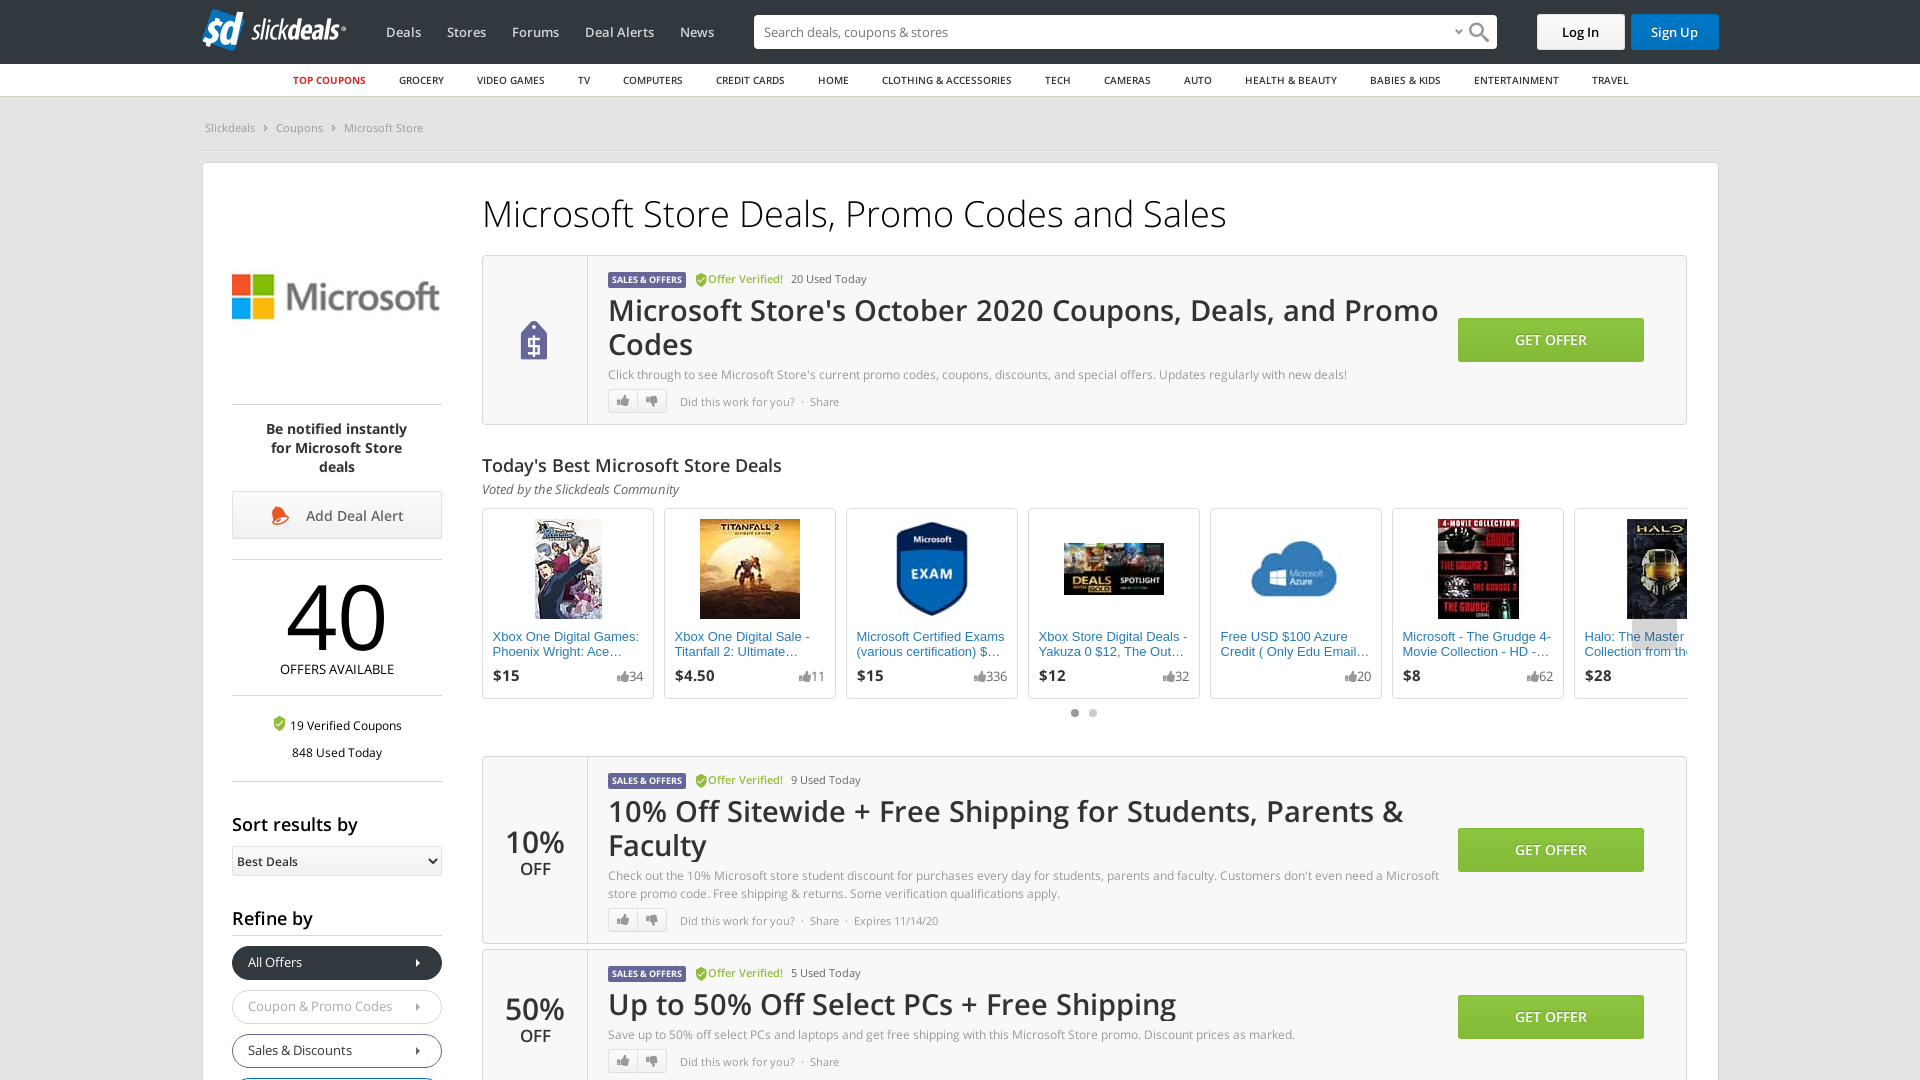 sd slickdeals
Deals
Stores
Forums
Deal Alerts
News
Search deals, coupons & stores
Log In
Sign Up
TOP COUPONS
GROCERY
VIDEO GAMES
TV
COMPUTERS
CREDIT CARDS
HOME
CLOTHING & ACCESSORIES
TECH
CAMERAS
AUTO
HEALTH & BEAUTY
BABIES & KIDS
ENTERTAINMENT
TRAVEL
Slickdeals
Coupons
Microsoft Store
Microsoft
Be notified instantly
for Microsoft Store
deals
Add Deal Alert
40
OFFERS AVAILABLE
19 Verified Coupons
848 Used Today
Sort results by
Best Deals
Refine by
All Offers
Coupon & Promo Codes
Sales & Discounts
Microsoft Store Deals, Promo Codes and Sales
SALES & OFFERS Offer Verified! 20 Used Today
Microsoft Store's October 2020 Coupons, Deals, and Promo
Codes
Click through to see Microsoft Store's current promo codes, coupons, discounts, and special offers. Updates regularly with new deals!
Did this work for you? · Share
GET OFFER
Today's Best Microsoft Store Deals
Voted by the Slickdeals Community
Xbox One Digital Games:
Phoenix Wright: Ace…
$15
34
TITANFALL 2
Xbox One Digital Sale -
Titanfall 2: Ultimate…
$4.50
11
Microsoft
EXAM
Microsoft Certified Exams
(various certification) $…
$15
336
DEALS
SPOTLIGHT
Xbox Store Digital Deals -
Yakuza 0 $12, The Out…
$12
32
Microsoft
Azure
Free USD $100 Azure
Credit ( Only Edu Email…
20
4-MOVIE COLLECTION
THE GRUDGE
Microsoft - The Grudge 4-
Movie Collection - HD -…
$8
62
HALO
Halo: The Master
Collection from the
$28
10%
OFF
SALES & OFFERS Offer Verified! 9 Used Today
10% Off Sitewide + Free Shipping for Students, Parents &
Faculty
Check out the 10% Microsoft store student discount for purchases every day for students, parents and faculty. Customers don't even need a Microsoft
store promo code. Free shipping & returns. Some verification qualifications apply.
Did this work for you? · Share · Expires 11/14/20
GET OFFER
50%
OFF
SALES & OFFERS Offer Verified! 5 Used Today
Up to 50% Off Select PCs + Free Shipping
Save up to 50% off select PCs and laptops and get free shipping with this Microsoft Store promo. Discount prices as marked.
Did this work for you? · Share
GET OFFER